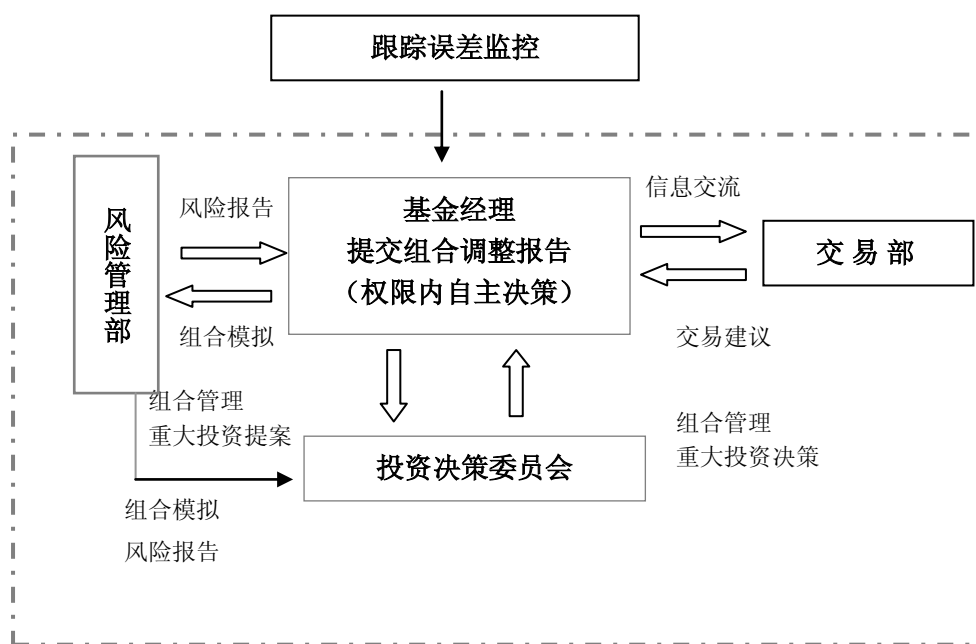 跟踪误差监控
信息交流
风险报告
基金经理
提交组合调整报告
（权限内自主决策）
风险管理部
交易部
组合模拟
交易建议
组合管理
重大投资提案
组合管理
重大投资决策
投资决策委员会
组合模拟
风险报告